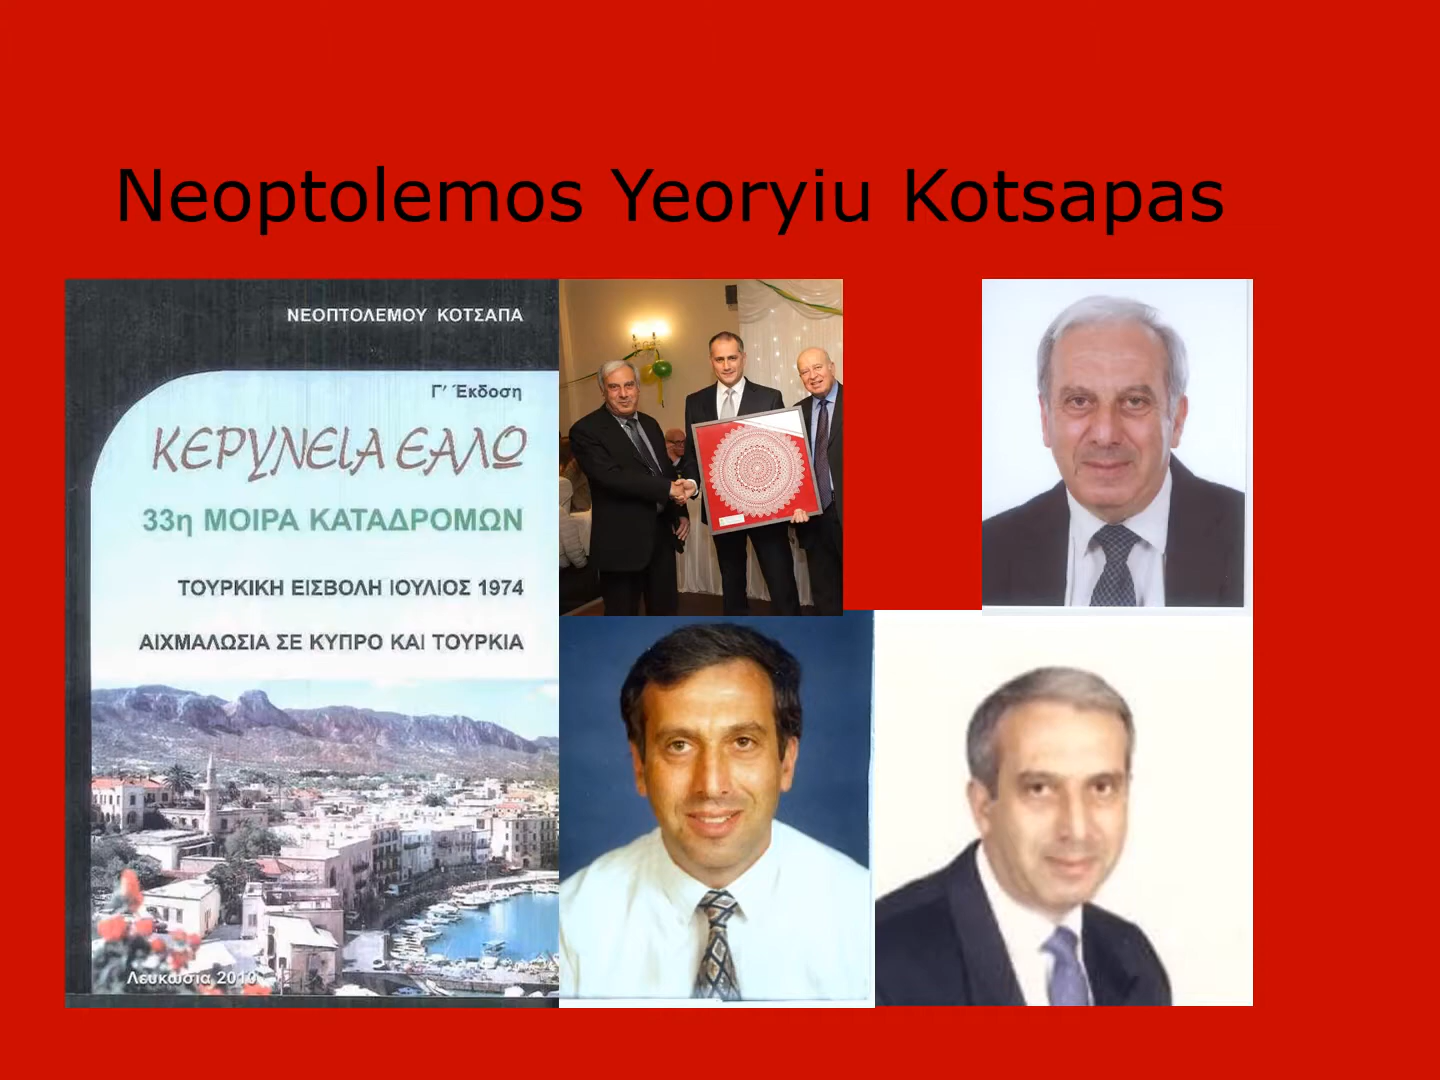 Neoptolemos Yeoryiu Kotsapas
ΝΕΟΠΤΟΛΕΜΟΥ ΚΟΤΣΑΠΑ
Γ΄ Έκδοση
ΚΕΡΥΝΕΙΑ ΕΑΛΩ
33η ΜΟΙΡΑ ΚΑΤΑΔΡΟΜΩΝ
ΤΟΥΡΚΙΚΗ ΕΙΣΒΟΛΗ ΙΟΥΛΙΟΣ 1974
ΑΙΧΜΑΛΩΣΙΑ ΣΕ ΚΥΠΡΟ ΚΑΙ ΤΟΥΡΚΙΑ
Λευκωσία 2010